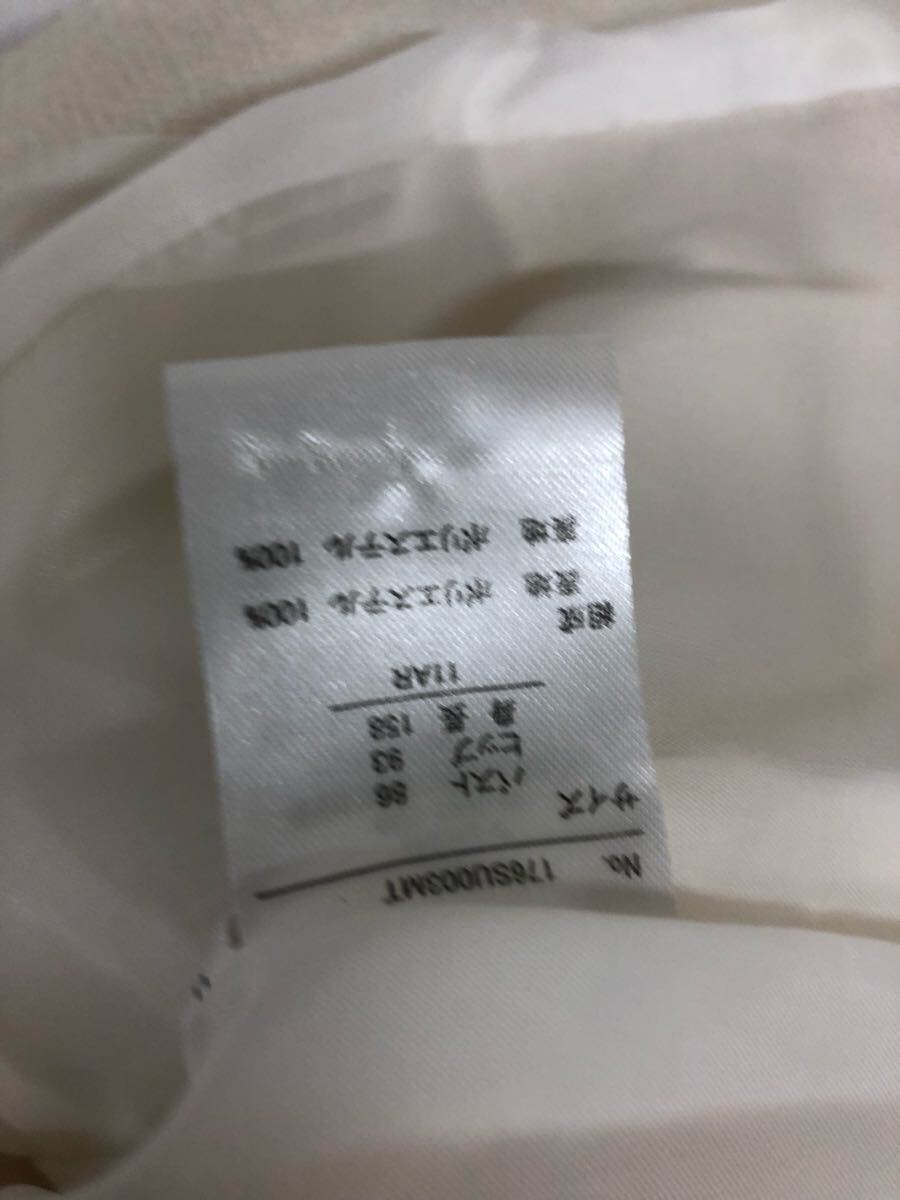 No. 176SU003MT
サイズ
バスト 86
ヒップ 93
身長 158
11AR
組成
表地 ポリエステル 100%
裏地 ポリエステル 100%